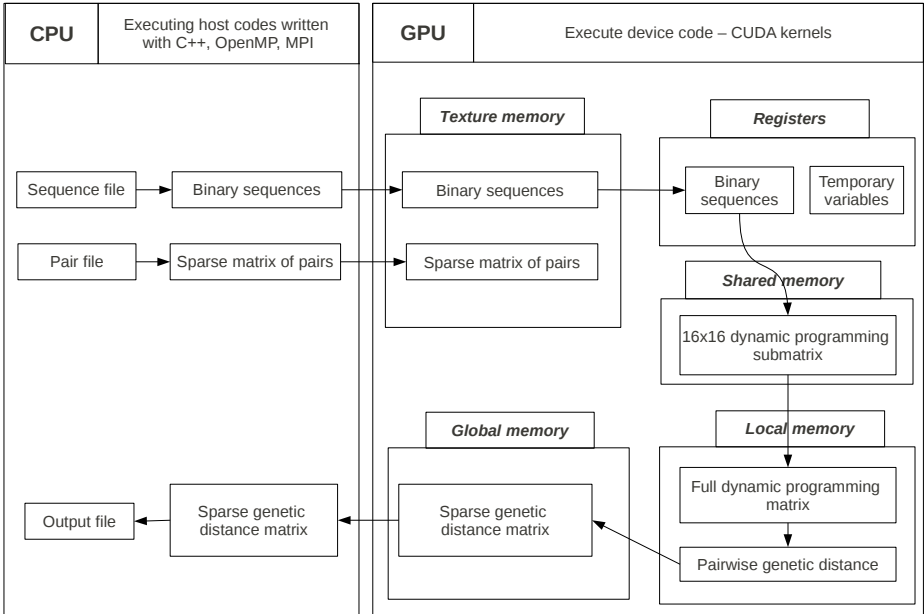 CPU
Executing host codes written
with C++, OpenMP, MPI
GPU
Execute device code – CUDA kernels
Texture memory
Registers
Sequence file
Binary sequences
Binary sequences
Binary
sequences
Temporary
variables
Pair file
Sparse matrix of pairs
Sparse matrix of pairs
Shared memory
16x16 dynamic programming
submatrix
Global memory
Local memory
Full dynamic programming
matrix
Output file
Sparse genetic
distance matrix
Sparse genetic
distance matrix
Pairwise genetic distance